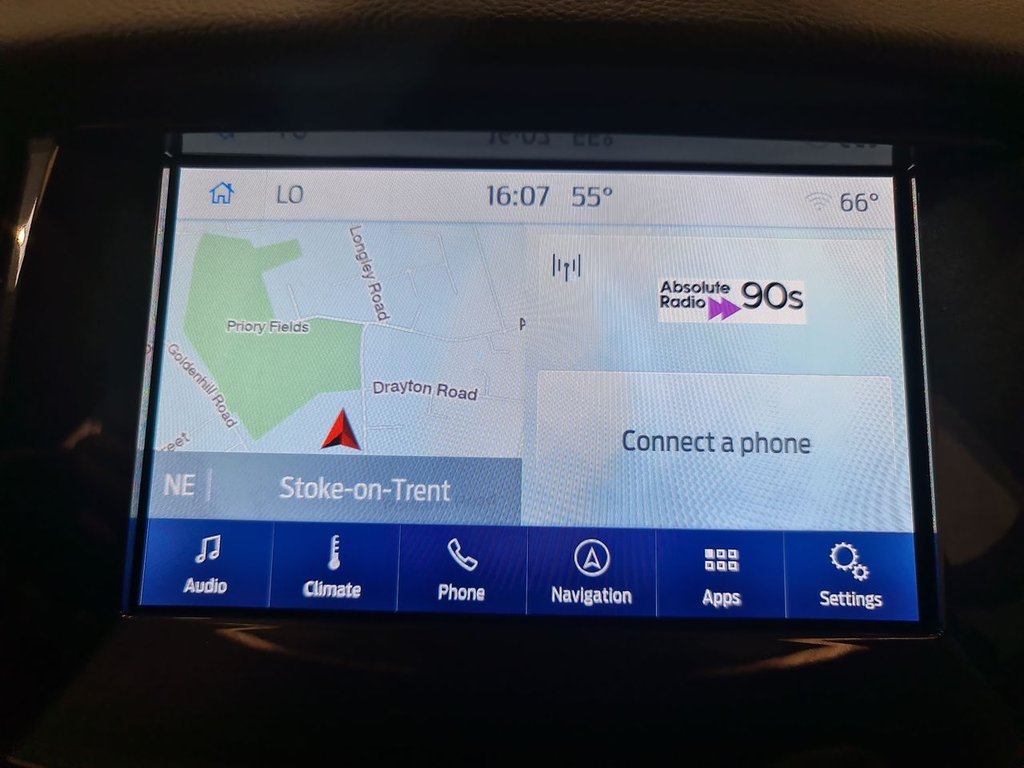 LO 16:07 55° 66°
Longley Road
Priory Fields
Goldenhill Road
Drayton Road
P
Absolute
Radio 90s
Connect a phone
NE Stoke-on-Trent
Audio Climate Phone Navigation Apps Settings